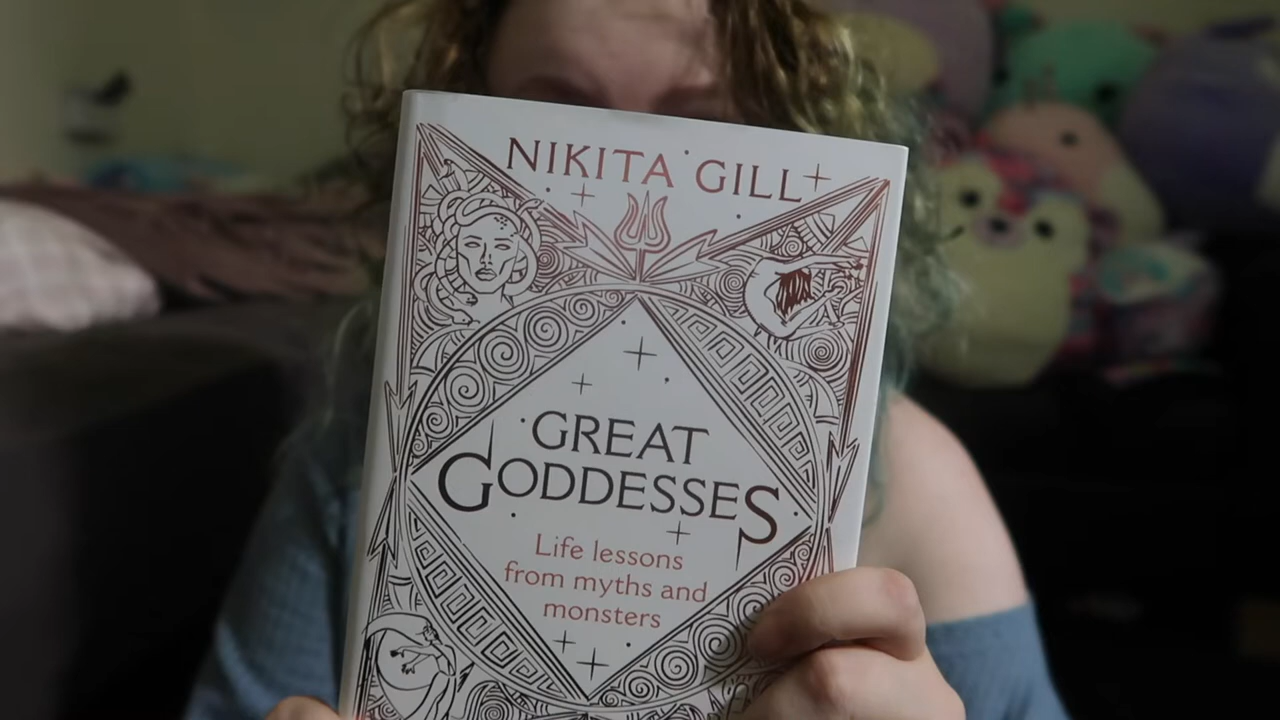 NIKITA GILL
GREAT
GODDESSES
Life lessons
from myths and
monsters